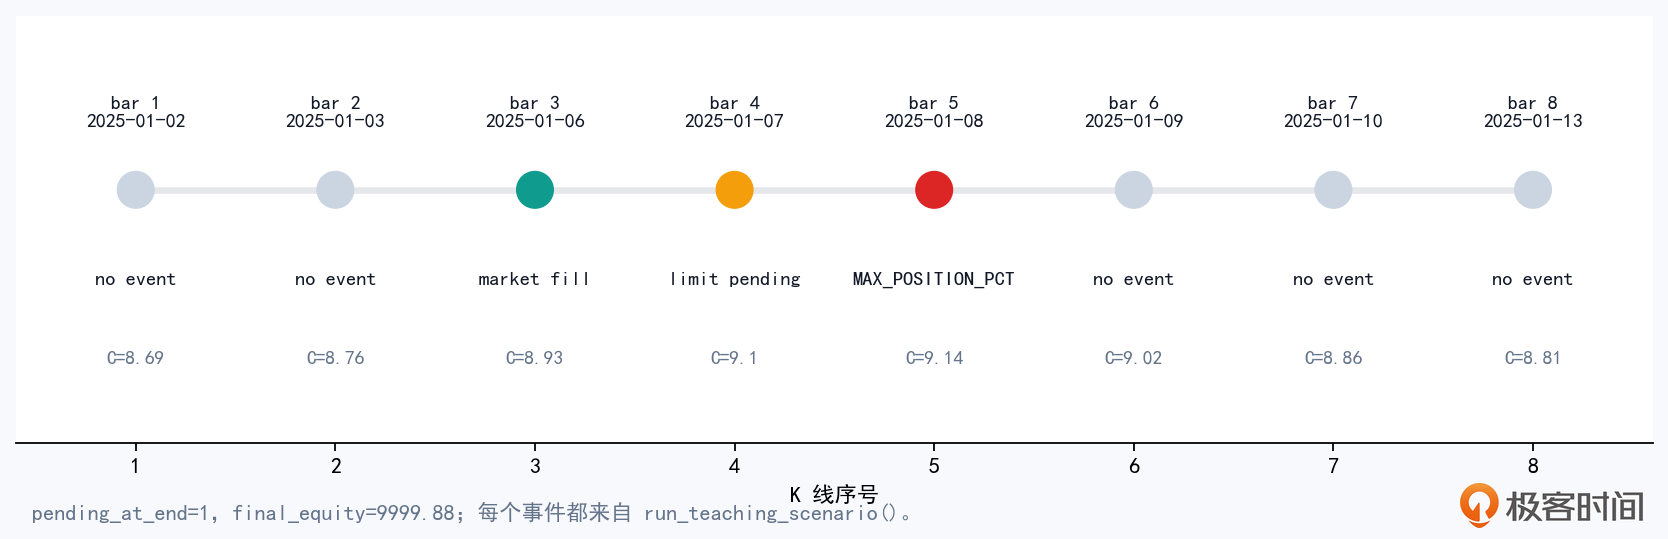 bar 1 bar 2 bar 3 bar 4 bar 5 bar 6 bar 7 bar 8
2025-01-02 2025-01-03 2025-01-06 2025-01-07 2025-01-08 2025-01-09 2025-01-10 2025-01-13
no event no event market fill limit pending MAX_POSITION_PCT no event no event no event
C=8.69 C=8.76 C=8.93 C=9.1 C=9.14 C=9.02 C=8.86 C=8.81
1 2 3 4 5 6 7 8
K 线序号
pending_at_end=1, final_equity=9999.88; 每个事件都来自 run_teaching_scenario()。
极客时间